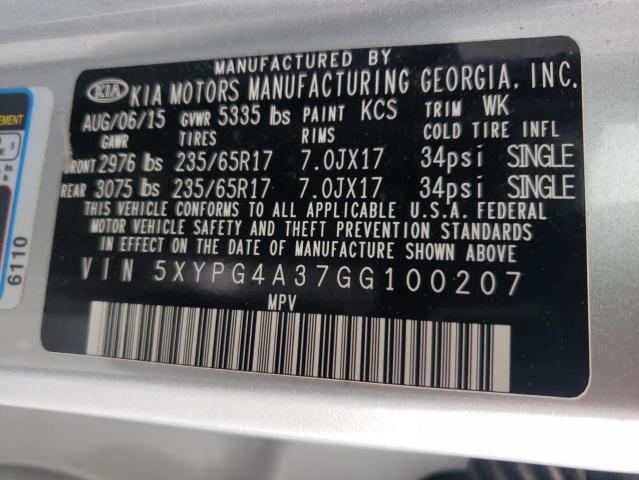 MANUFACTURED BY
KIA KIA MOTORS MANUFACTURING GEORGIA, INC.
AUG/06/15 GVWR 5335 lbs PAINT KCS TRIM WK
GAWR TIRES RIMS COLD TIRE INFL
FRONT 2976 lbs 235/65R17 7.0JX17 34psi SINGLE
REAR 3075 lbs 235/65R17 7.0JX17 34psi SINGLE
THIS VEHICLE CONFORMS TO ALL APPLICABLE U.S.A. FEDERAL
MOTOR VEHICLE SAFETY AND THEFT PREVENTION STANDARDS
IN EFFECT ON THE DATE OF MANUFACTURE SHOWN ABOVE
VIN 5XYPG4A37GG100207
MPV
6110